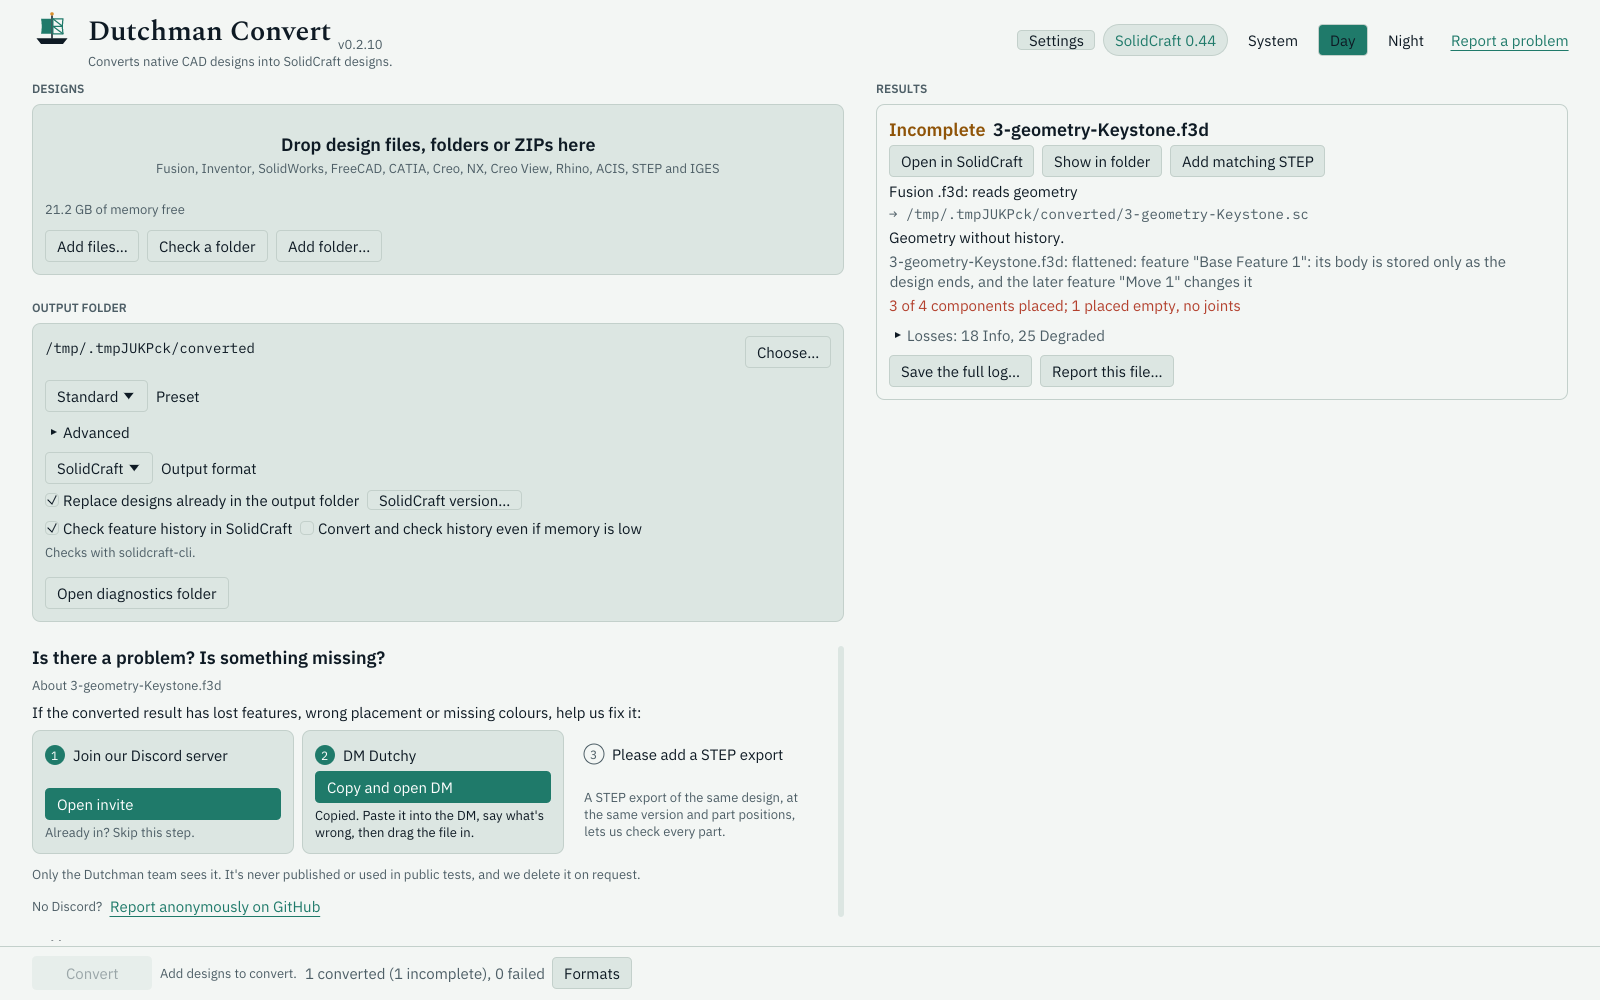 Dutchman Convert v0.2.10
Converts native CAD designs into SolidCraft designs.
Settings
SolidCraft 0.44
System
Day
Night
Report a problem
DESIGNS
Drop design files, folders or ZIPs here
Fusion, Inventor, SolidWorks, FreeCAD, CATIA, Creo, NX, Creo View, Rhino, ACIS, STEP and IGES
21.2 GB of memory free
Add files... Check a folder Add folder...
OUTPUT FOLDER
/tmp/.tmpJUKPck/converted
Choose...
Standard Preset
Advanced
SolidCraft Output format
Replace designs already in the output folder SolidCraft version...
Check feature history in SolidCraft Convert and check history even if memory is low
Checks with solidcraft-cli.
Open diagnostics folder
Is there a problem? Is something missing?
About 3-geometry-Keystone.f3d
If the converted result has lost features, wrong placement or missing colours, help us fix it:
1 Join our Discord server
Open invite
Already in? Skip this step.
2 DM Dutchy
Copy and open DM
Copied. Paste it into the DM, say what's
wrong, then drag the file in.
3 Please add a STEP export
A STEP export of the same design, at
the same version and part positions,
lets us check every part.
Only the Dutchman team sees it. It's never published or used in public tests, and we delete it on request.
No Discord? Report anonymously on GitHub
RESULTS
Incomplete 3-geometry-Keystone.f3d
Open in SolidCraft Show in folder Add matching STEP
Fusion .f3d: reads geometry
→ /tmp/.tmpJUKPck/converted/3-geometry-Keystone.sc
Geometry without history.
3-geometry-Keystone.f3d: flattened: feature "Base Feature 1": its body is stored only as the
design ends, and the later feature "Move 1" changes it
3 of 4 components placed; 1 placed empty, no joints
Losses: 18 Info, 25 Degraded
Save the full log... Report this file...
Convert Add designs to convert. 1 converted (1 incomplete), 0 failed Formats